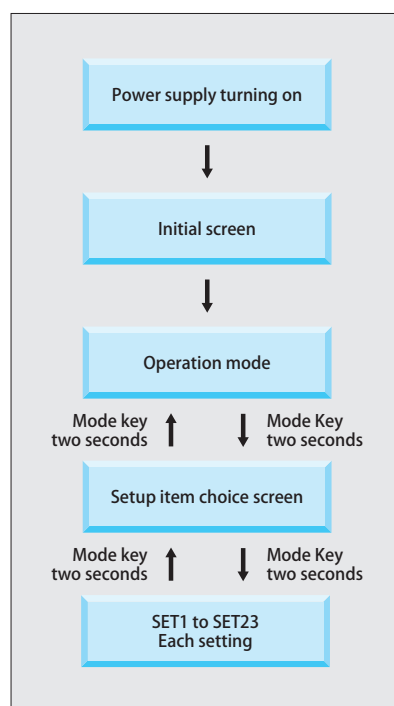 Power supply turning on
Initial screen
Operation mode
Mode key
two seconds
Mode Key
two seconds
Setup item choice screen
Mode key
two seconds
Mode Key
two seconds
SET1 to SET23
Each setting